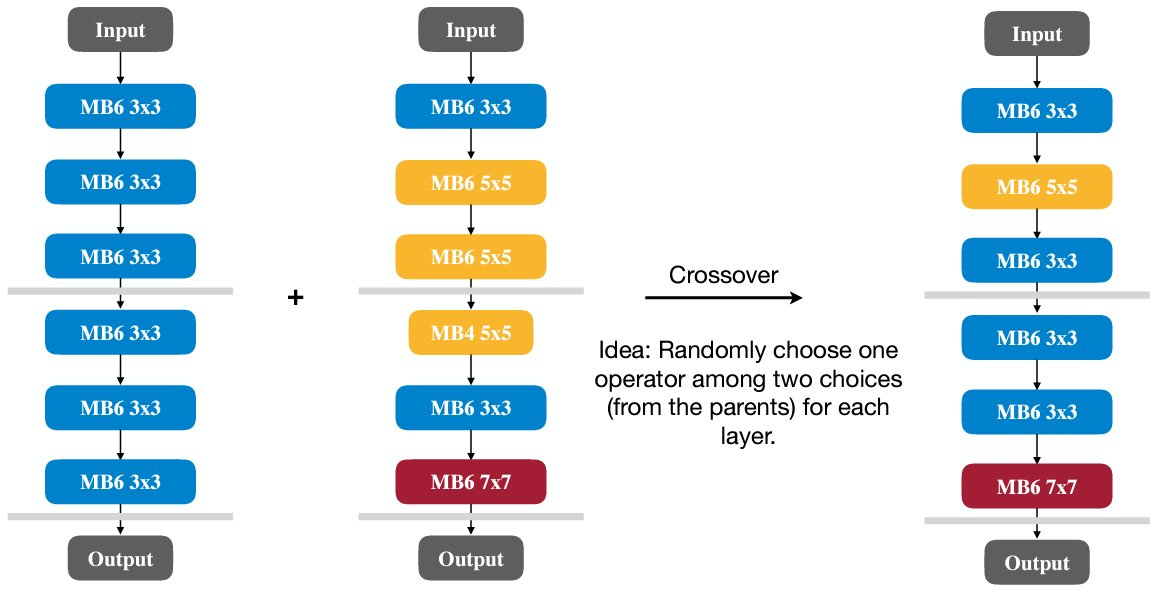 Input
MB6 3x3
MB6 3x3
MB6 3x3
MB6 3x3
MB6 3x3
MB6 3x3
Output
+
Input
MB6 3x3
MB6 5x5
MB6 5x5
MB4 5x5
MB6 3x3
MB6 7x7
Output
Crossover
Idea: Randomly choose one
operator among two choices
(from the parents) for each
layer.
Input
MB6 3x3
MB6 5x5
MB6 3x3
MB6 3x3
MB6 3x3
MB6 7x7
Output